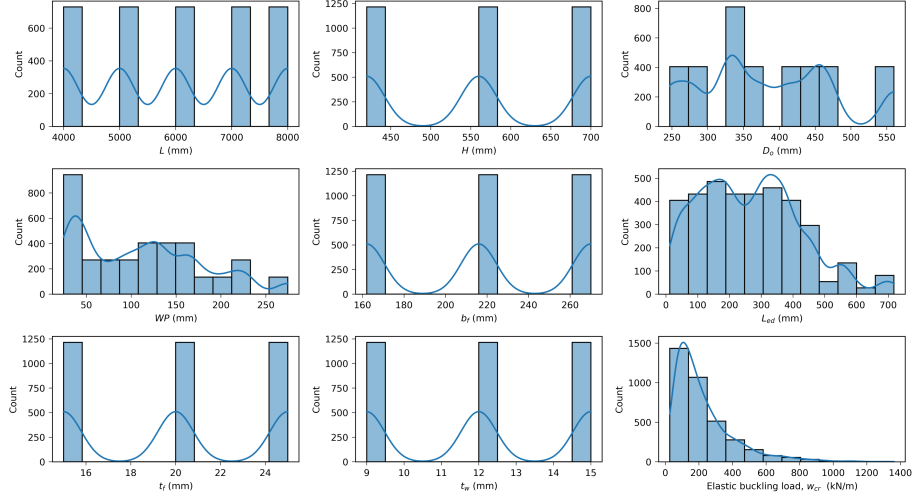 600
400
200
0
Count
4000 5000 6000 7000 8000
L (mm)
1250
1000
750
500
250
0
Count
450 500 550 600 650 700
H (mm)
800
600
400
200
0
Count
250 300 350 400 450 500 550
Dₒ (mm)
800
600
400
200
0
Count
50 100 150 200 250
WP (mm)
1250
1000
750
500
250
0
Count
160 180 200 220 240 260
b_f (mm)
500
400
300
200
100
0
Count
0 100 200 300 400 500 600 700
L_ed (mm)
1250
1000
750
500
250
0
Count
16 18 20 22 24
t_f (mm)
1250
1000
750
500
250
0
Count
9 10 11 12 13 14 15
t_w (mm)
1500
1000
500
0
Count
0 200 400 600 800 1000 1200 1400
Elastic buckling load, w_cr (kN/m)